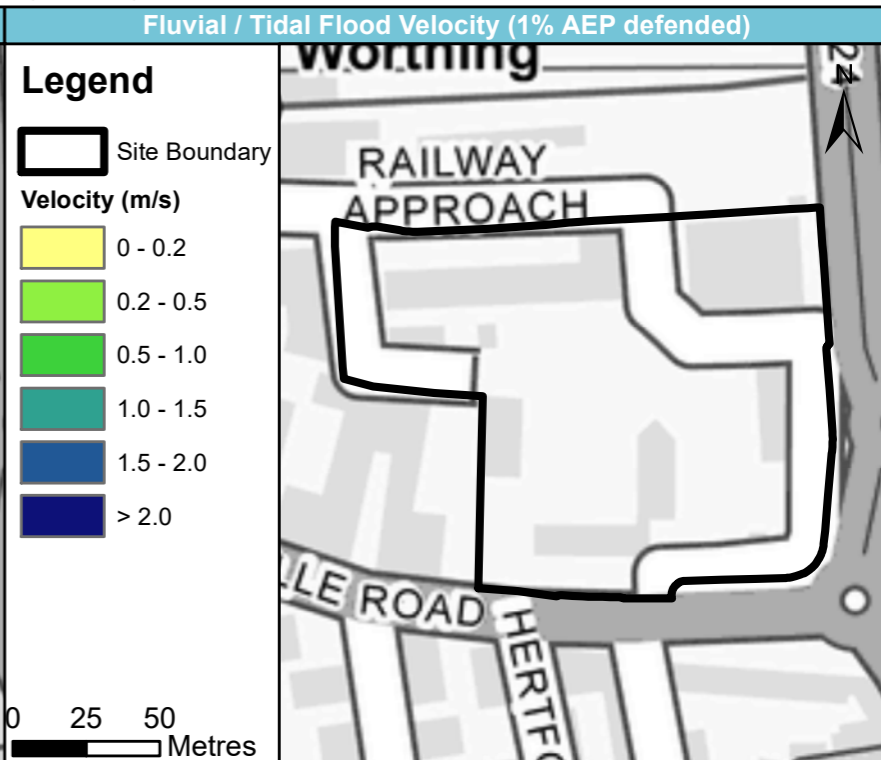 Fluvial / Tidal Flood Velocity (1% AEP defended)
Legend
Site Boundary
Velocity (m/s)
0 - 0.2
0.2 - 0.5
0.5 - 1.0
1.0 - 1.5
1.5 - 2.0
> 2.0
0 25 50
Metres
Worthing
N
RAILWAY
APPROACH
LLE ROAD
HERTFO